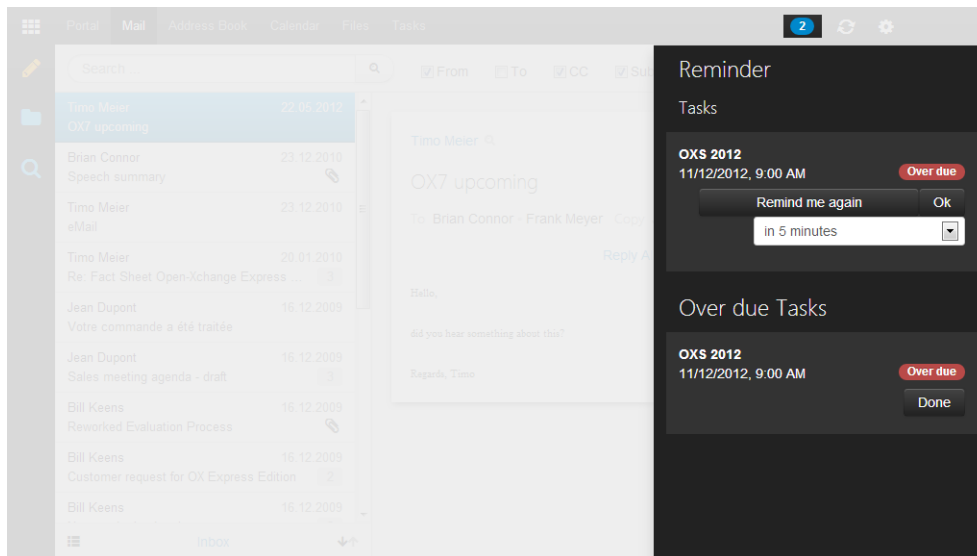 Portal Mail Address Book Calendar Files Tasks
2
Search...
From To CC
Timo Meier 22.05.2012
OX7 upcoming
Brian Connor 23.12.2010
Speech summary
Timo Meier 23.12.2010
eMail
Timo Meier 20.01.2010
Re: Fact Sheet Open-Xchange Express ... 3
Jean Dupont 16.12.2009
Votre commande a été traitée
Jean Dupont 16.12.2009
Sales meeting agenda - draft 3
Bill Keens 16.12.2009
Reworked Evaluation Process
Bill Keens 16.12.2009
Customer request for OX Express Edition 2
Bill Keens 16.12.2009
Inbox
Timo Meier
OX7 upcoming
To: Brian Connor - Frank Meyer Copy
Reply
Hello,
did you hear something about this?
Regards, Timo
Reminder
Tasks
OXS 2012
11/12/2012, 9:00 AM Over due
Remind me again Ok
in 5 minutes
Over due Tasks
OXS 2012
11/12/2012, 9:00 AM Over due
Done